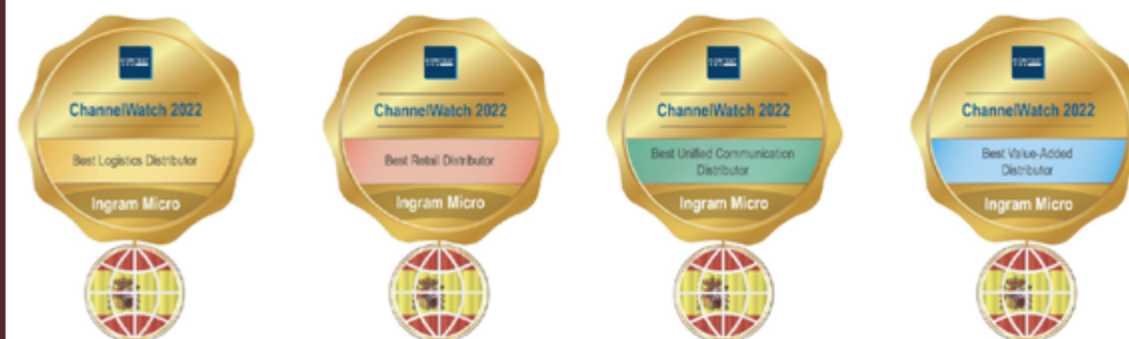 ChannelWatch 2022
Best Logistics Distributor
Ingram Micro
ChannelWatch 2022
Best Retail Distributor
Ingram Micro
ChannelWatch 2022
Best Unified Communication
Distributor
Ingram Micro
ChannelWatch 2022
Best Value-Added
Distributor
Ingram Micro